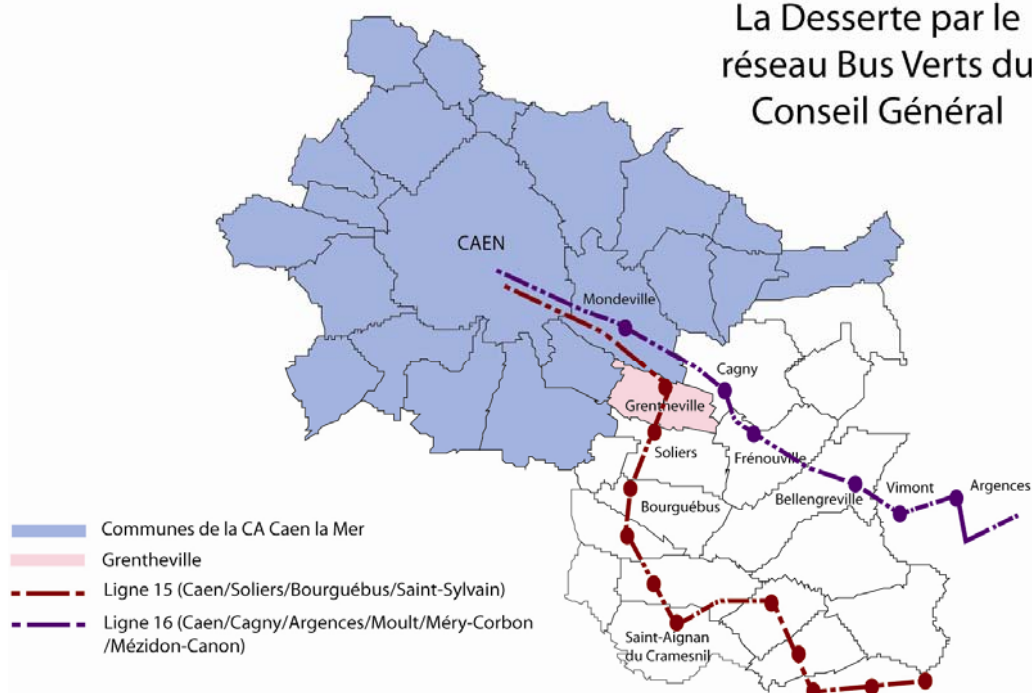 La Desserte par le
réseau Bus Verts du
Conseil Général
CAEN
Mondeville
Cagny
Grentheville
Soliers
Frénouville
Bourguébus
Bellengreville
Vimont
Argences
Saint-Aignan
du Cramesnil
Communes de la CA Caen la Mer
Grentheville
Ligne 15 (Caen/Soliers/Bourguébus/Saint-Sylvain)
Ligne 16 (Caen/Cagny/Argences/Moult/Méry-Corbon
/Mézidon-Canon)